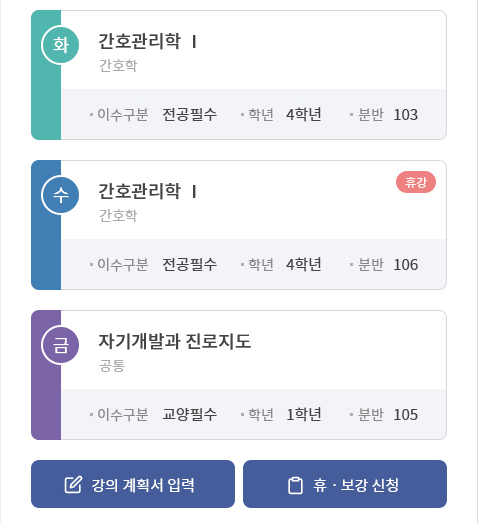 화
간호관리학 Ⅰ
간호학
이수구분 전공필수 학년 4학년 분반 103
수
간호관리학 Ⅰ
휴강
간호학
이수구분 전공필수 학년 4학년 분반 106
금
자기개발과 진로지도
공통
이수구분 교양필수 학년 1학년 분반 105
강의 계획서 입력
휴 · 보강 신청